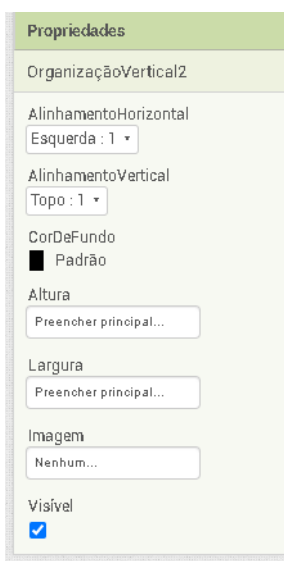 Propriedades
OrganizaçãoVertical2
AlinhamentoHorizontal
Esquerda : 1
AlinhamentoVertical
Topo : 1
CorDeFundo
Padrão
Altura
Preencher principal...
Largura
Preencher principal...
Imagem
Nenhum...
Visível